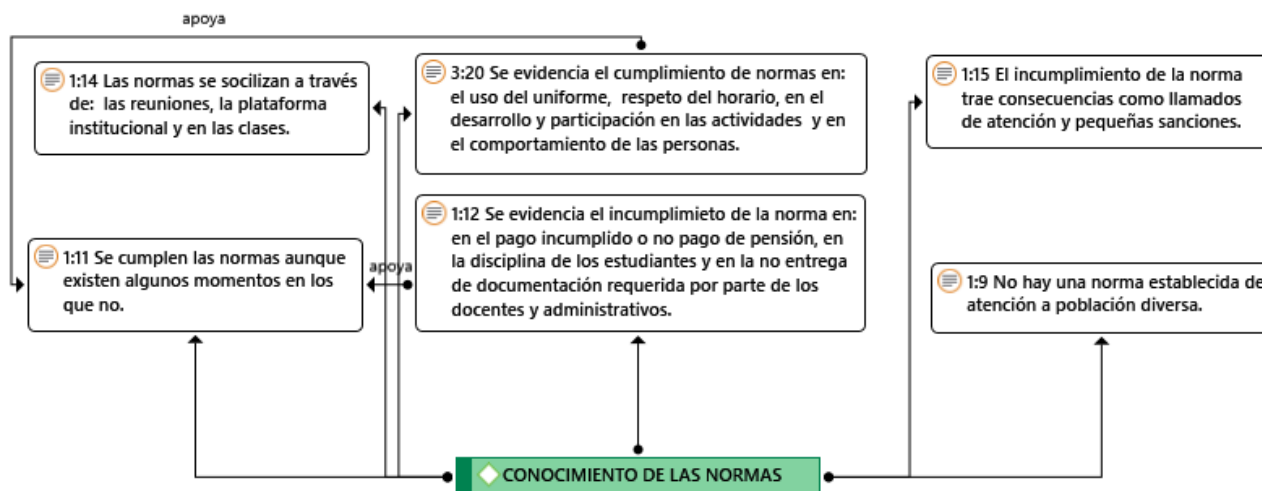 apoya
1:14 Las normas se socilizan a través
de: las reuniones, la plataforma
institucional y en las clases.
3:20 Se evidencia el cumplimiento de normas en:
el uso del uniforme, respeto del horario, en el
desarrollo y participación en las actividades y en
el comportamiento de las personas.
1:15 El incumplimiento de la norma
trae consecuencias como llamados
de atención y pequeñas sanciones.
1:11 Se cumplen las normas aunque
existen algunos momentos en los
que no.
apoya
1:12 Se evidencia el incumplimieto de la norma en:
en el pago incumplido o no pago de pensión, en
la disciplina de los estudiantes y en la no entrega
de documentación requerida por parte de los
docentes y administrativos.
1:9 No hay una norma establecida de
atención a población diversa.
CONOCIMIENTO DE LAS NORMAS